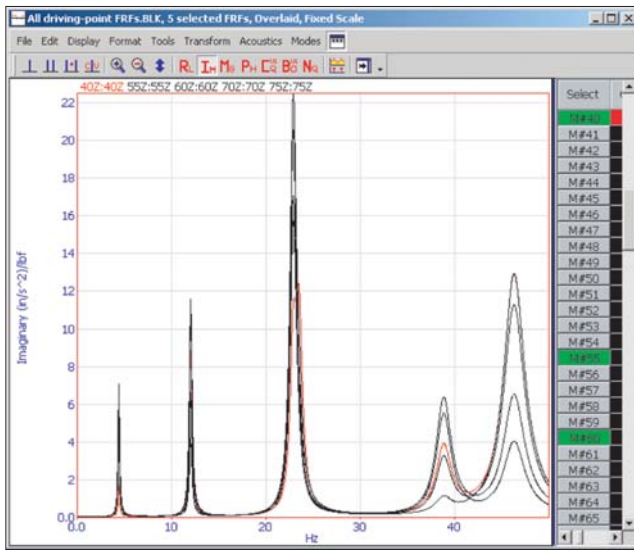 All driving-point FRFs.BLK, 5 selected FRFs, Overlaid, Fixed Scale
File Edit Display Format Tools Transform Acoustics Modes
40Z:40Z 55Z:55Z 60Z:60Z 70Z:70Z 75Z:75Z
22
20
18
16
14
12
10
8
6
4
2
0.0
Imaginary (in/s^2)/lbf
0.0 10 20 30 40
Hz
Select
M#40
M#41
M#42
M#43
M#44
M#45
M#46
M#47
M#48
M#49
M#50
M#51
M#52
M#53
M#54
M#55
M#56
M#57
M#58
M#59
M#60
M#61
M#62
M#63
M#64
M#65